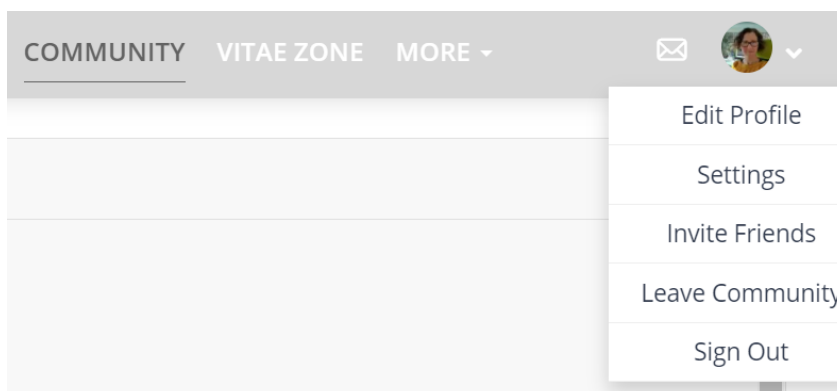 COMMUNITY VITAE ZONE MORE
Edit Profile
Settings
Invite Friends
Leave Community
Sign Out